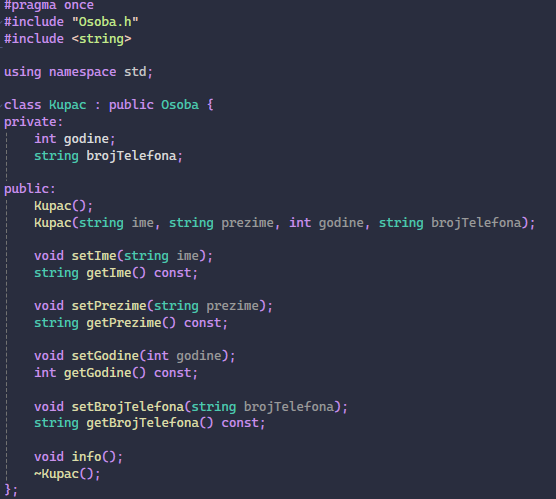 #pragma once
#include "Osoba.h"
#include <string>
using namespace std;
class Kupac : public Osoba {
private:
int godine;
string brojTelefona;
public:
Kupac();
Kupac(string ime, string prezime, int godine, string brojTelefona);
void setIme(string ime);
string getIme() const;
void setPrezime(string prezime);
string getPrezime() const;
void setGodine(int godine);
int getGodine() const;
void setBrojTelefona(string brojTelefona);
string getBrojTelefona() const;
void info();
~Kupac();
};